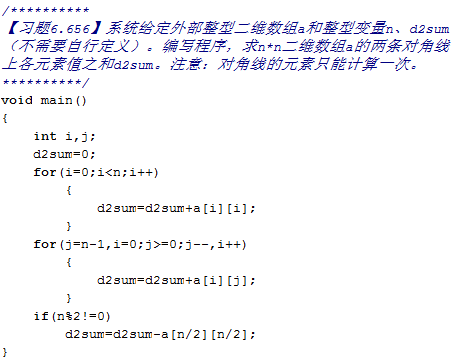 /**********
【习题6.656】系统给定外部整型二维数组a和整型变量n、d2sum
（不需要自行定义）。编写程序，求n*n二维数组a的两条对角线
上各元素值之和d2sum。注意：对角线的元素只能计算一次。
**********/
void main()
{
    int i,j;
    d2sum=0;
    for(i=0;i<n;i++)
        {
            d2sum=d2sum+a[i][i];
        }
    for(j=n-1,i=0;j>=0;j--,i++)
        {
            d2sum=d2sum+a[i][j];
        }
    if(n%2!=0)
        d2sum=d2sum-a[n/2][n/2];
}